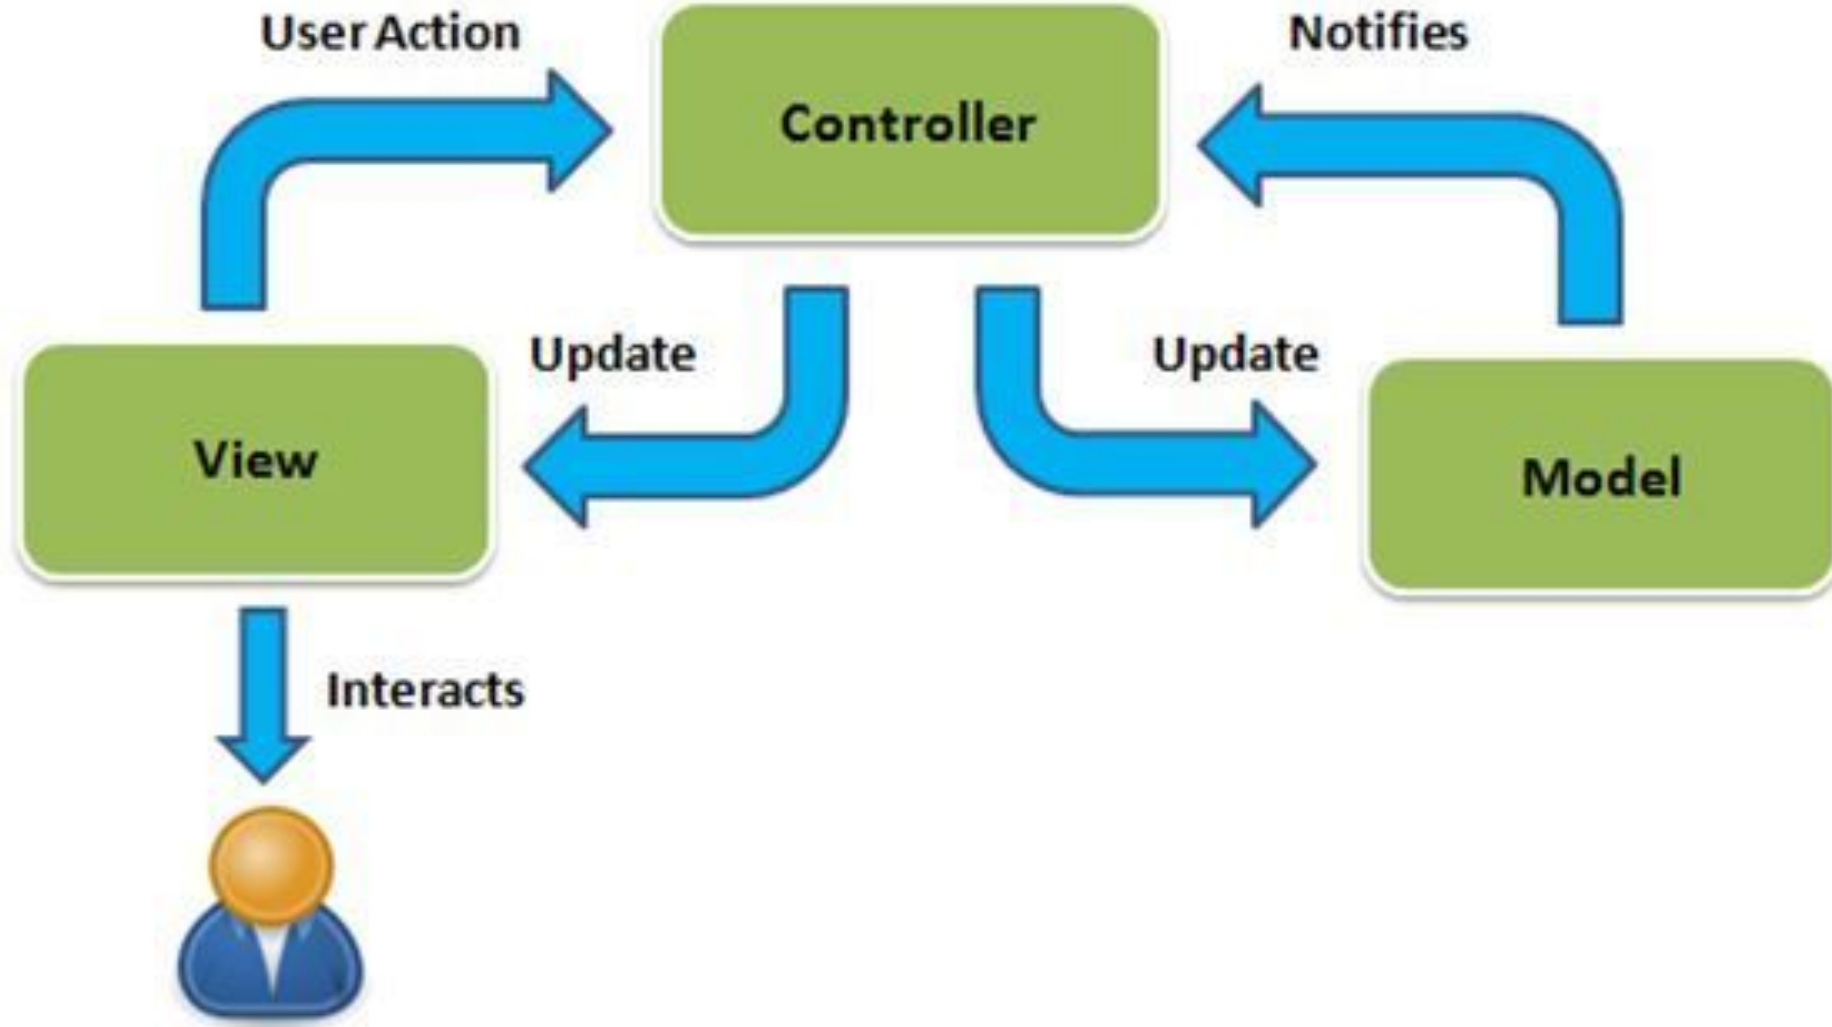 User Action
Notifies
Controller
Update
Update
View
Model
Interacts